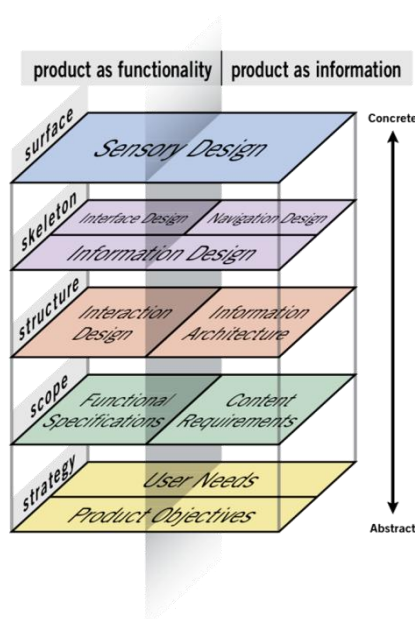 product as functionality
product as information
Concrete
surface
Sensory Design
skeleton
Interface Design
Navigation Design
Information Design
structure
Interaction
Design
Information
Architecture
scope
Functional
Specifications
Content
Requirements
strategy
User Needs
Product Objectives
Abstract